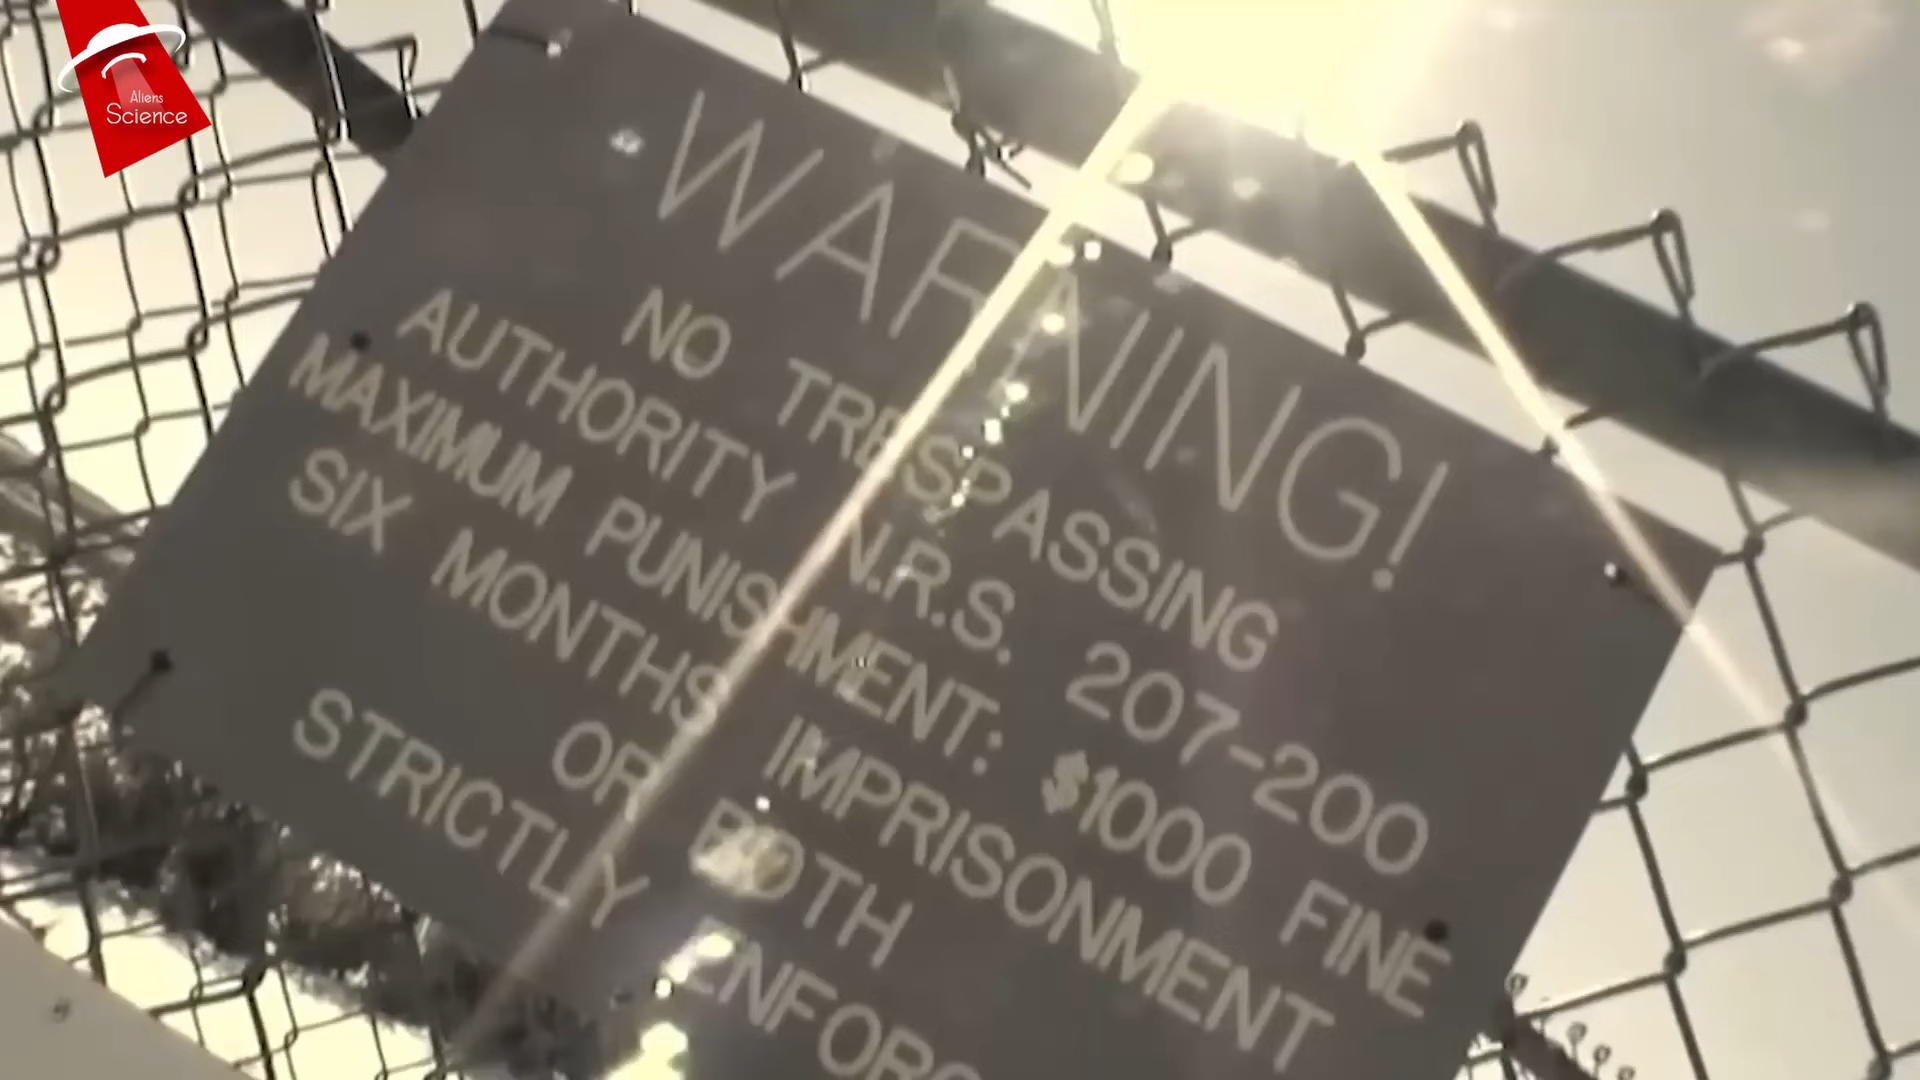 Aliens
Science
WARNING!
NO TRESPASSING
AUTHORITY N.R.S. 207-200
MAXIMUM PUNISHMENT: $1000 FINE
SIX MONTHS IMPRISONMENT
OR BOTH
STRICTLY